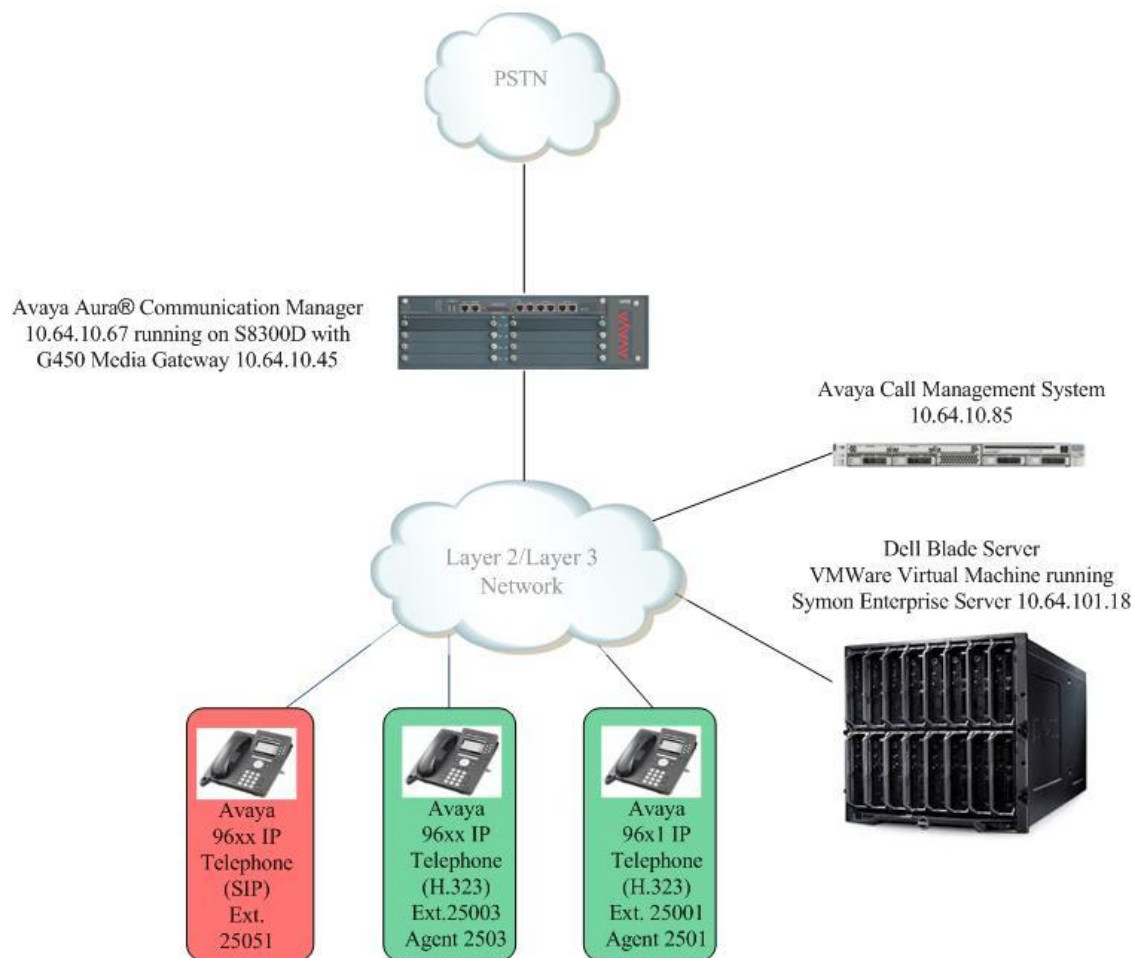 PSTN
Avaya Aura® Communication Manager
10.64.10.67 running on S8300D with
G450 Media Gateway 10.64.10.45
AVAYA
Avaya Call Management System
10.64.10.85
Layer 2/Layer 3
Network
Dell Blade Server
VMWare Virtual Machine running
Symon Enterprise Server 10.64.101.18
Avaya
96xx IP
Telephone
(SIP)
Ext.
25051
Avaya
96xx IP
Telephone
(H.323)
Ext.25003
Agent 2503
Avaya
96x1 IP
Telephone
(H.323)
Ext. 25001
Agent 2501